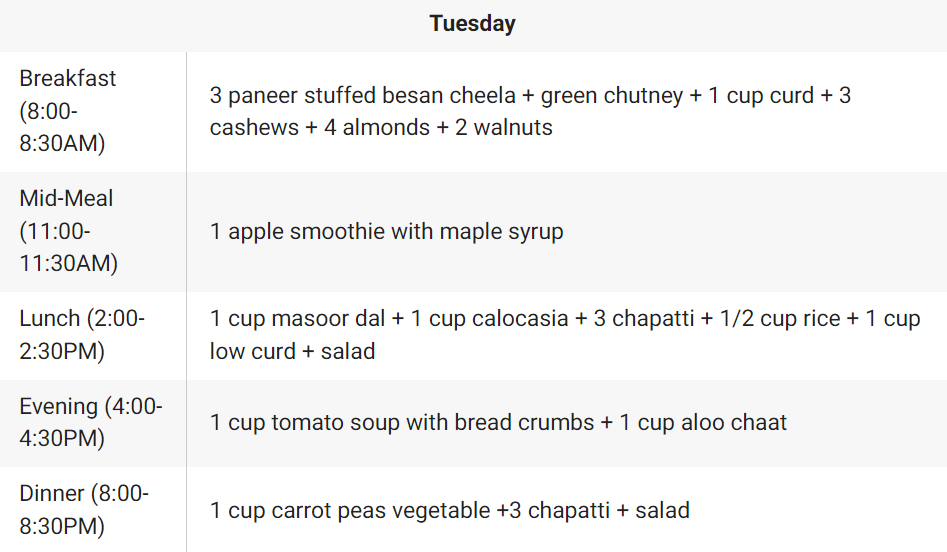 Tuesday
Breakfast
(8:00-
8:30AM)
3 paneer stuffed besan cheela + green chutney + 1 cup curd + 3
cashews + 4 almonds + 2 walnuts
Mid-Meal
(11:00-
11:30AM)
1 apple smoothie with maple syrup
Lunch (2:00-
2:30PM)
1 cup masoor dal + 1 cup calocasia + 3 chapatti + 1/2 cup rice + 1 cup
low curd + salad
Evening (4:00-
4:30PM)
1 cup tomato soup with bread crumbs + 1 cup aloo chaat
Dinner (8:00-
8:30PM)
1 cup carrot peas vegetable +3 chapatti + salad